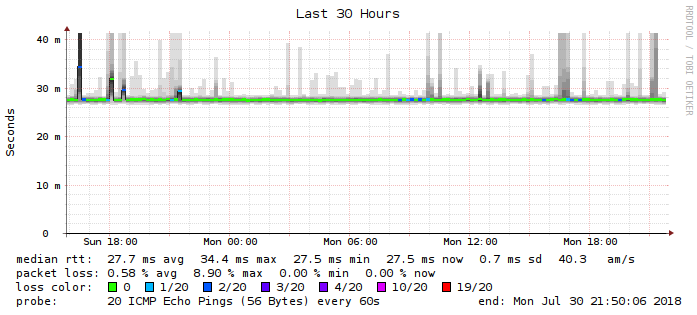 Last 30 Hours
RRDTOOL / TOBI OETIKER
Seconds
40 m
30 m
20 m
10 m
0
Sun 18:00 Mon 00:00 Mon 06:00 Mon 12:00 Mon 18:00
median rtt: 27.7 ms avg 34.4 ms max 27.5 ms min 27.5 ms now 0.7 ms sd 40.3 am/s
packet loss: 0.58 % avg 8.90 % max 0.00 % min 0.00 % now
loss color: 0 1/20 2/20 3/20 4/20 10/20 19/20
probe: 20 ICMP Echo Pings (56 Bytes) every 60s end: Mon Jul 30 21:50:06 2018